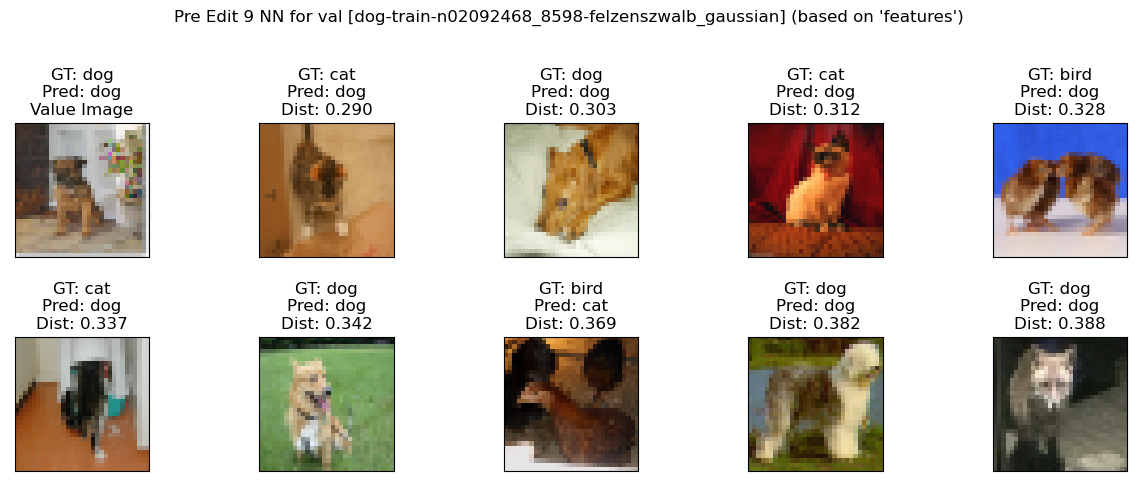 Pre Edit 9 NN for val [dog-train-n02092468_8598-felzenszwalb_gaussian] (based on 'features')
GT: dog
Pred: dog
Value Image
GT: cat
Pred: dog
Dist: 0.290
GT: dog
Pred: dog
Dist: 0.303
GT: cat
Pred: dog
Dist: 0.312
GT: bird
Pred: dog
Dist: 0.328
GT: cat
Pred: dog
Dist: 0.337
GT: dog
Pred: dog
Dist: 0.342
GT: bird
Pred: cat
Dist: 0.369
GT: dog
Pred: dog
Dist: 0.382
GT: dog
Pred: dog
Dist: 0.388